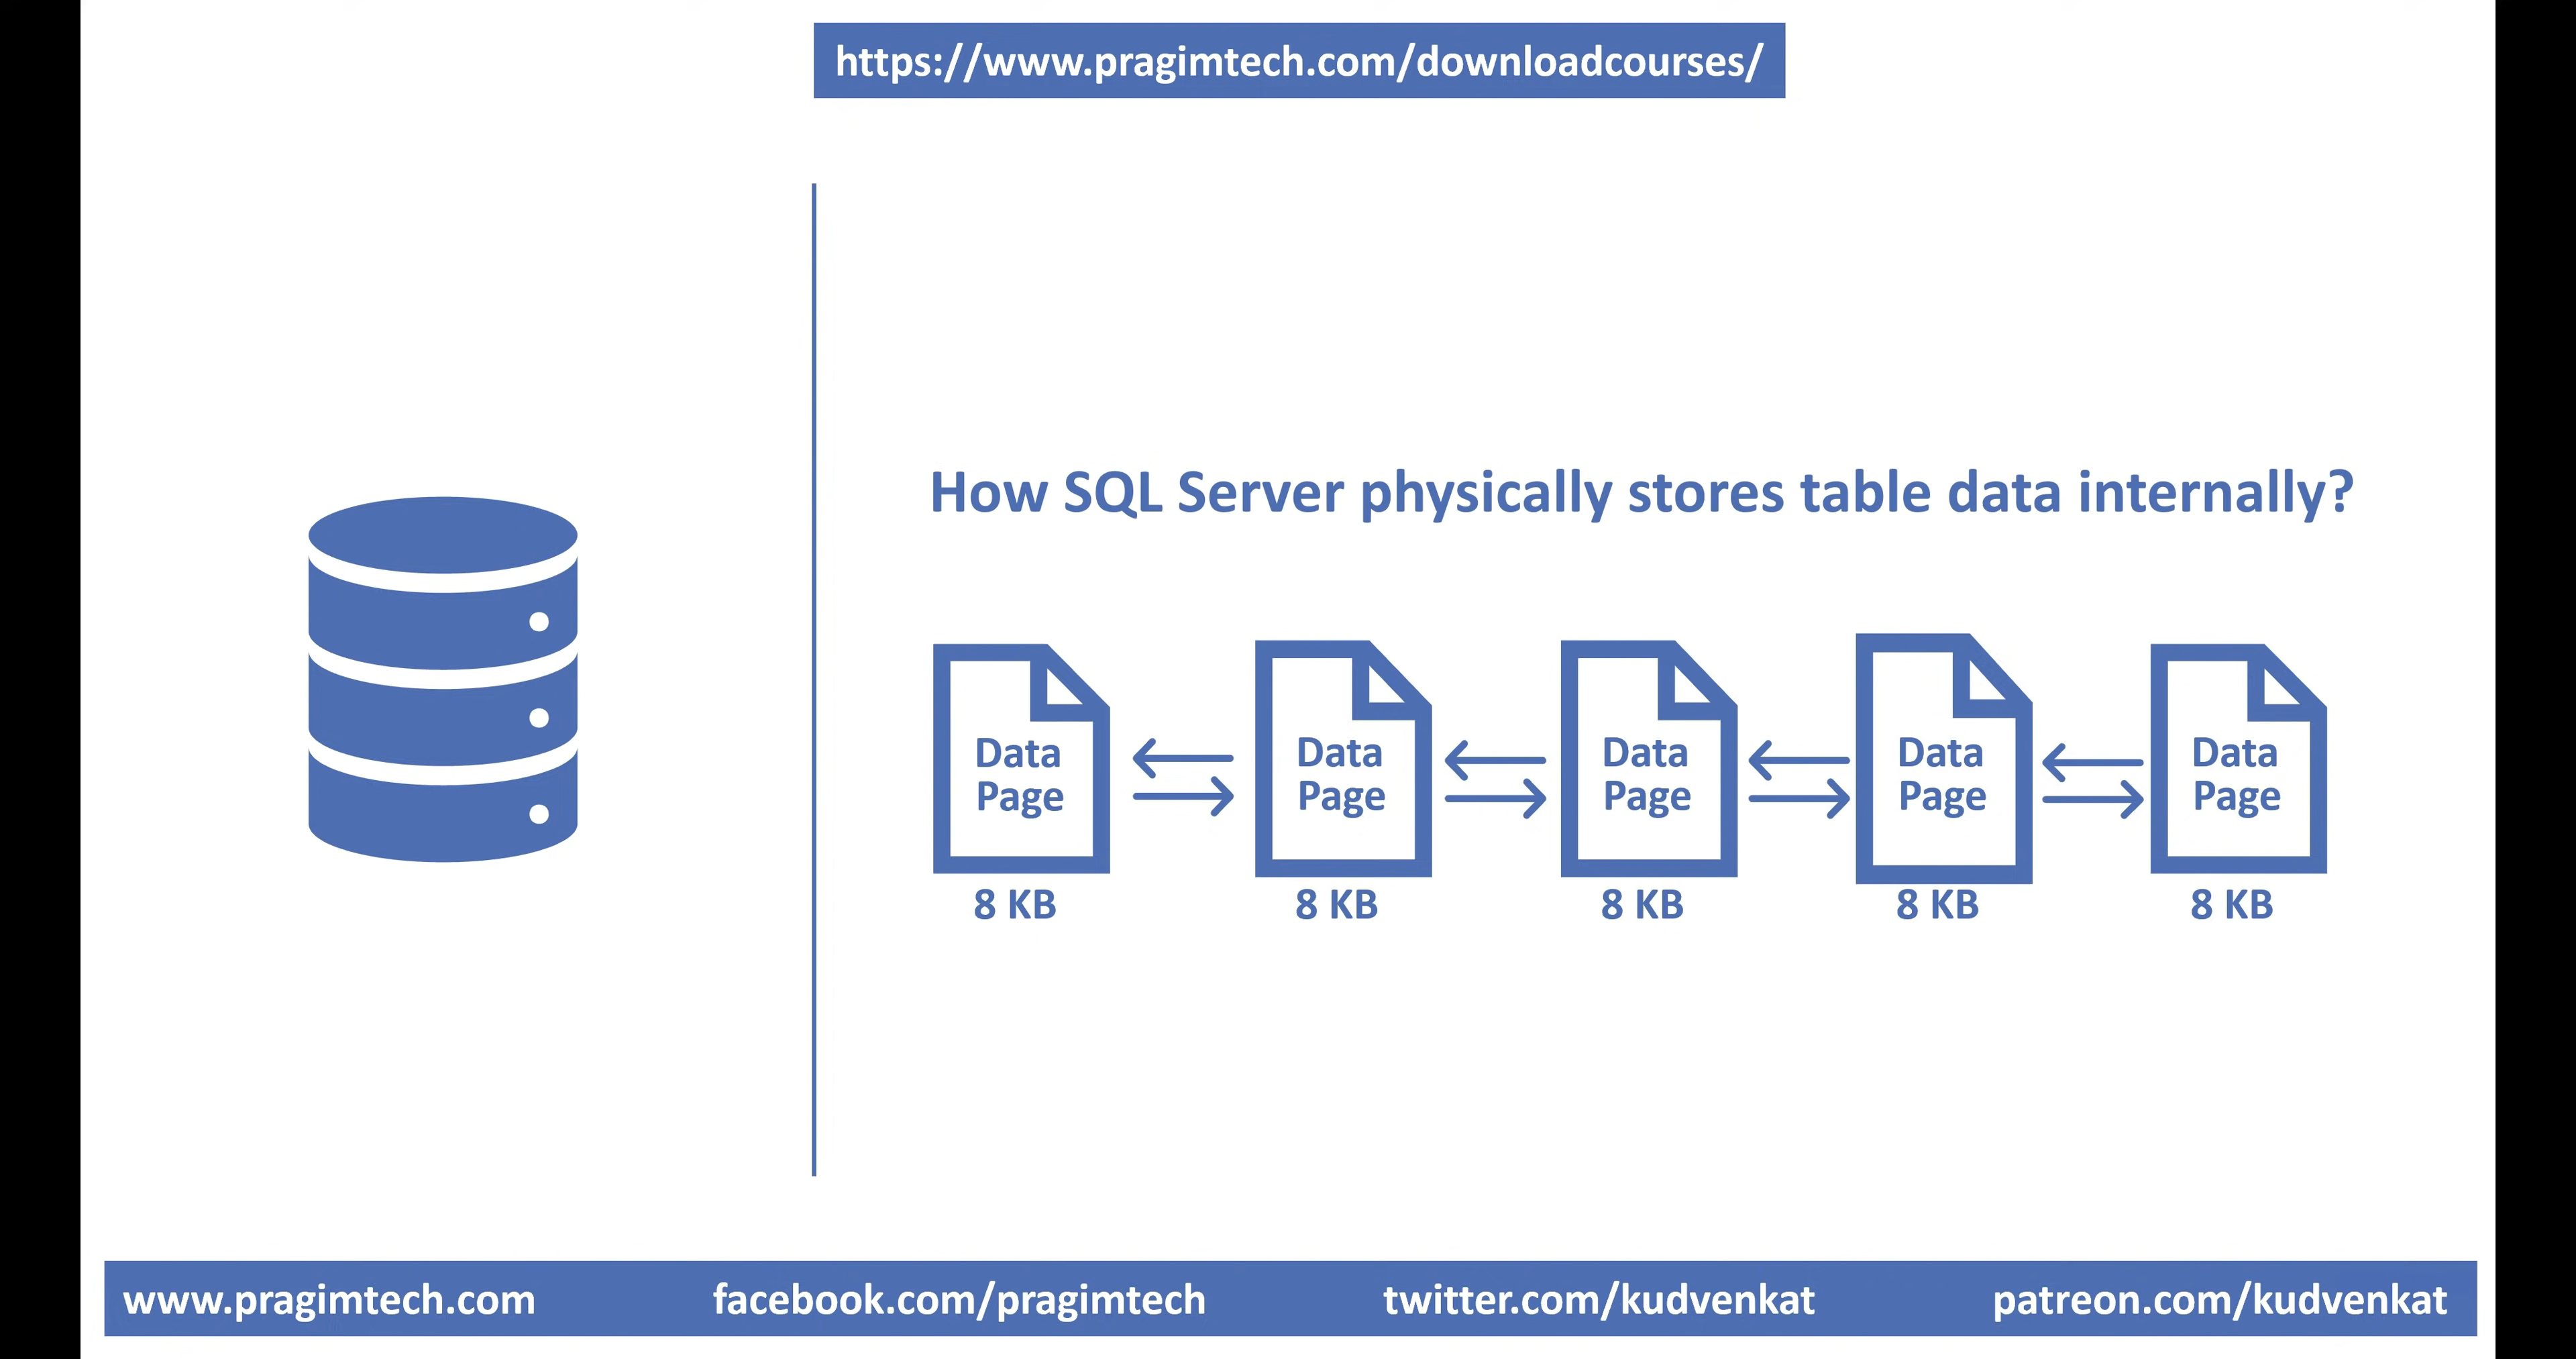 https://www.pragimtech.com/downloadcourses/
How SQL Server physically stores table data internally?
Data Page
8 KB
Data Page
8 KB
Data Page
8 KB
Data Page
8 KB
Data Page
8 KB
www.pragimtech.com
facebook.com/pragimtech
twitter.com/kudvenkat
patreon.com/kudvenkat